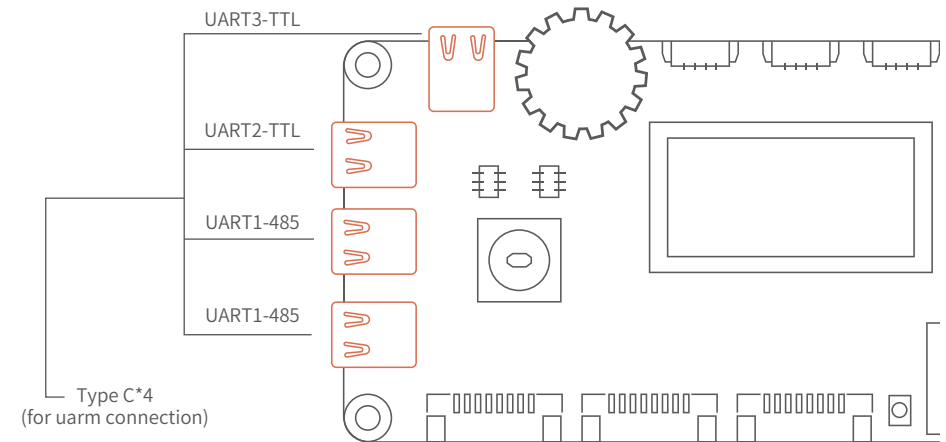 UART3-TTL
UART2-TTL
UART1-485
UART1-485
Type C*4
(for uarm connection)